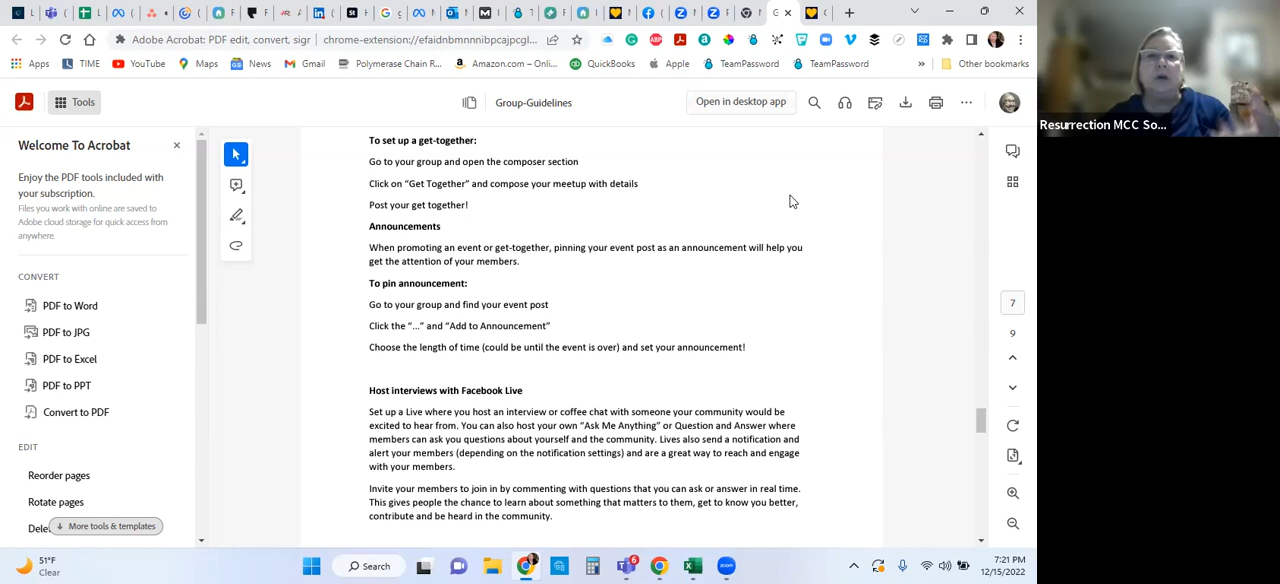 Adobe Acrobat: PDF edit, convert, sigr
chrome-extension://efaidnbmnnnibpcajpcgl...
Apps
TIME
YouTube
Maps
News
Gmail
Polymerase Chain R...
Amazon.com – Onli...
QuickBooks
Apple
TeamPassword
TeamPassword
»
Other bookmarks
Tools
Group-Guidelines
Open in desktop app
Welcome To Acrobat
Enjoy the PDF tools included with
your subscription.
Files you work with online are saved to
Adobe cloud storage for quick access from
anywhere.
CONVERT
PDF to Word
PDF to JPG
PDF to Excel
PDF to PPT
Convert to PDF
EDIT
Reorder pages
Rotate pages
More tools & templates
To set up a get-together:
Go to your group and open the composer section
Click on “Get Together” and compose your meetup with details
Post your get together!
Announcements
When promoting an event or get-together, pinning your event post as an announcement will help you
get the attention of your members.
To pin announcement:
Go to your group and find your event post
Click the “...” and “Add to Announcement”
Choose the length of time (could be until the event is over) and set your announcement!
Host interviews with Facebook Live
Set up a Live where you host an interview or coffee chat with someone your community would be
excited to hear from. You can also host your own “Ask Me Anything” or Question and Answer where
members can ask you questions about yourself and the community. Lives also send a notification and
alert your members (depending on the notification settings) and are a great way to reach and engage
with your members.
Invite your members to join in by commenting with questions that you can ask or answer in real time.
This gives people the chance to learn about something that matters to them, get to know you better,
contribute and be heard in the community.
7
9
Resurrection MCC So...
51°F
Clear
Search
6
zoom
7:21 PM
12/15/2022